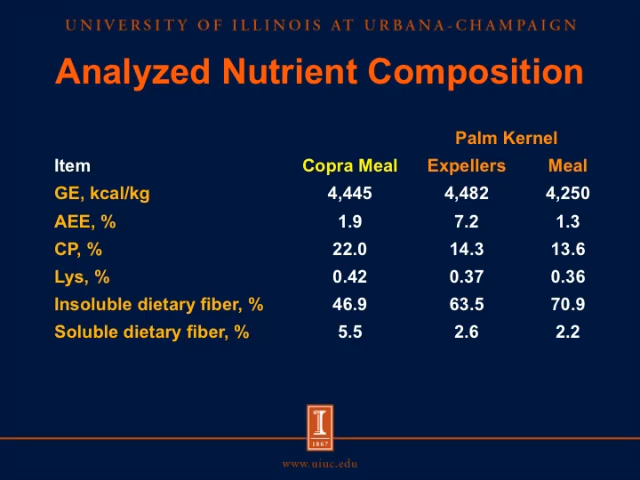 UNIVERSITY OF ILLINOIS AT URBANA-CHAMPAIGN
Analyzed Nutrient Composition
Palm Kernel
Item Copra Meal Expellers Meal
GE, kcal/kg 4,445 4,482 4,250
AEE, % 1.9 7.2 1.3
CP, % 22.0 14.3 13.6
Lys, % 0.42 0.37 0.36
Insoluble dietary fiber, % 46.9 63.5 70.9
Soluble dietary fiber, % 5.5 2.6 2.2
I
1867
www.uiuc.edu